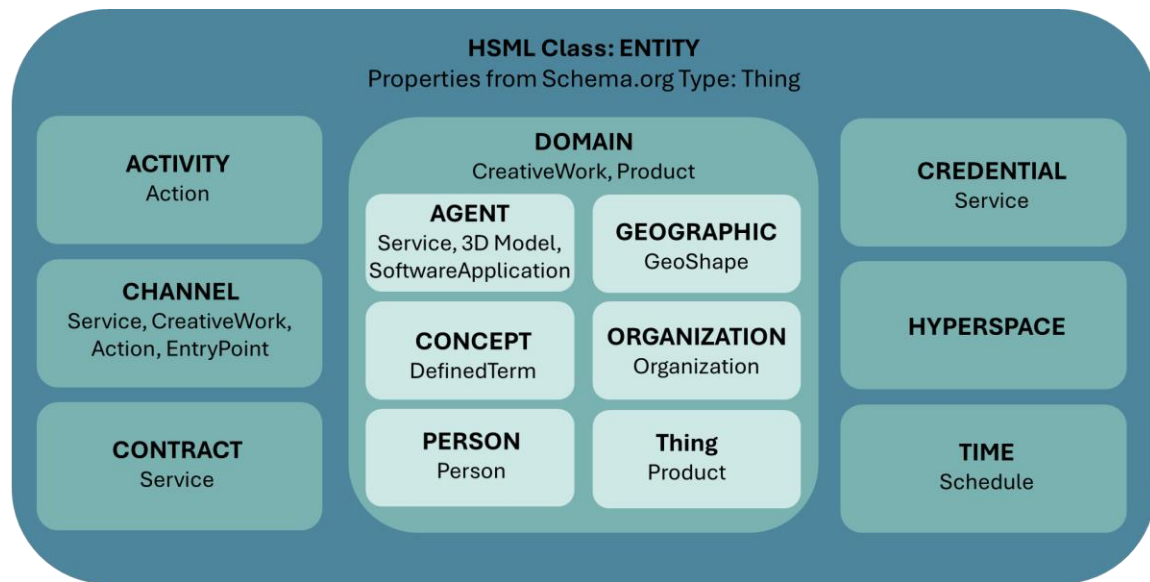 HSML Class: ENTITY
Properties from Schema.org Type: Thing
ACTIVITY
Action
CHANNEL
Service, CreativeWork,
Action, EntryPoint
CONTRACT
Service
DOMAIN
CreativeWork, Product
AGENT
Service, 3D Model,
SoftwareApplication
GEOGRAPHIC
GeoShape
CONCEPT
DefinedTerm
ORGANIZATION
Organization
PERSON
Person
Thing
Product
CREDENTIAL
Service
HYPERSPACE
TIME
Schedule